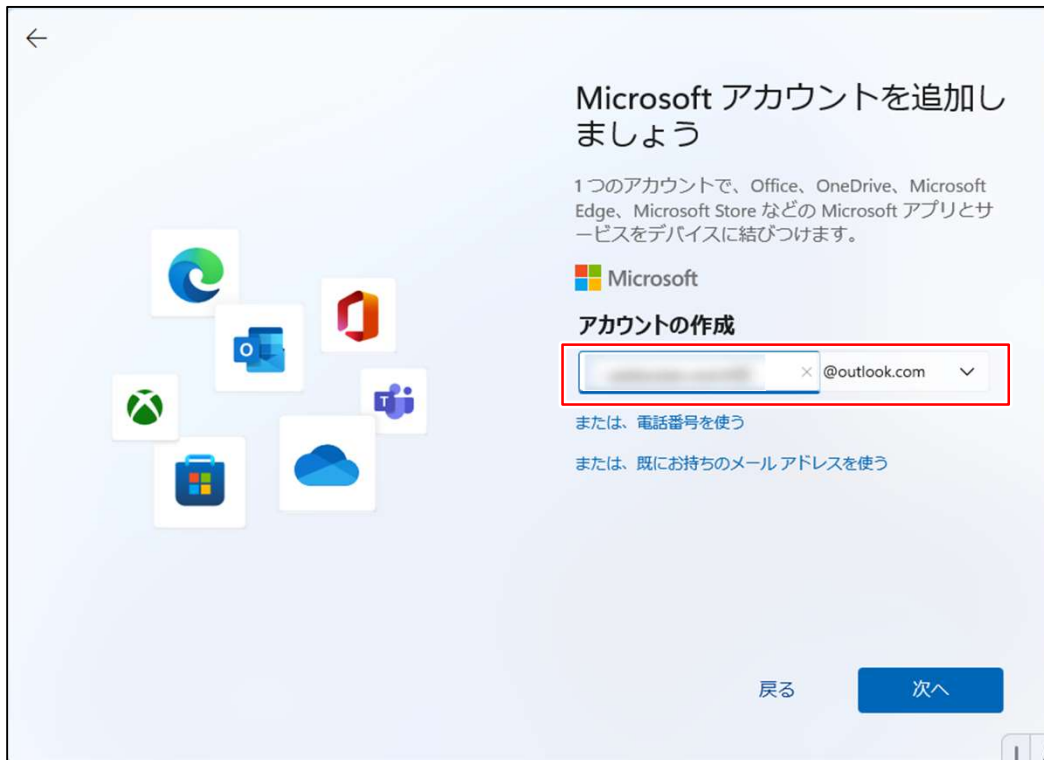 Microsoft アカウントを追加し
ましょう
1 つのアカウントで、Office、OneDrive、Microsoft
Edge、Microsoft Store などの Microsoft アプリとサ
ービスをデバイスに結びつけます。
Microsoft
アカウントの作成
@outlook.com
または、電話番号を使う
または、既にお持ちのメール アドレスを使う
戻る
次へ